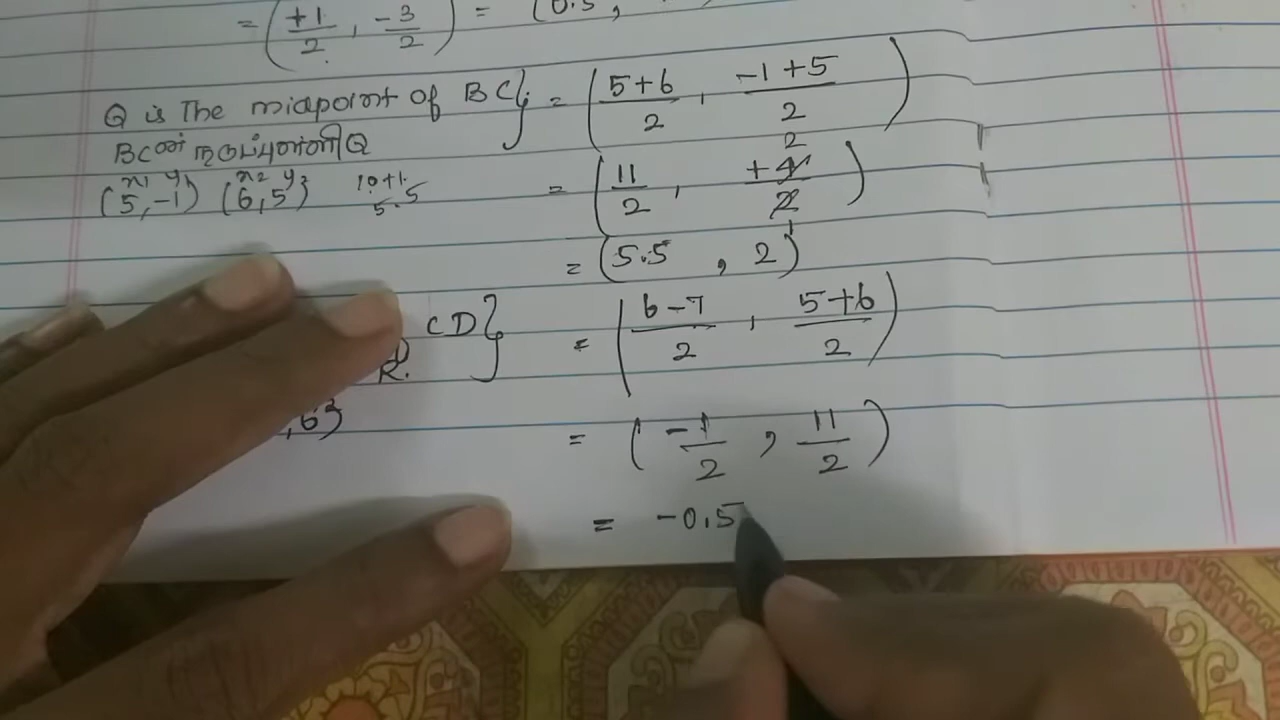 = (+1/2, -3/2) = (0.5,
Q is The midpoint of BC} = (5+6/2, -1+5/2)
BCன் நடுப்புள்ளி Q
x1 y1 x2 y2
(5,-1) (6,5) 10+1 = (11/2, +4/2)
5.5
2
= (5.5, 2)
CD} = (6-7/2, 5+6/2)
R.
,6) = (-1/2, 11/2)
= -0.5